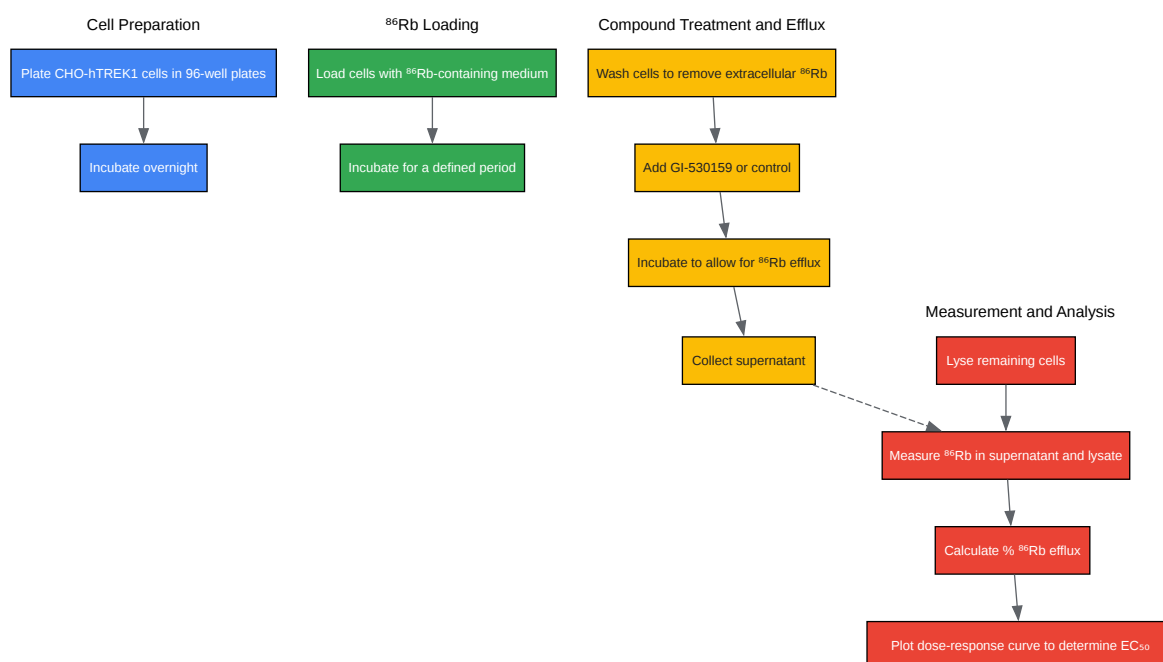 Cell Preparation
Plate CHO-hTREK1 cells in 96-well plates
Incubate overnight
⁸⁶Rb Loading
Load cells with ⁸⁶Rb-containing medium
Incubate for a defined period
Compound Treatment and Efflux
Wash cells to remove extracellular ⁸⁶Rb
Add GI-530159 or control
Incubate to allow for ⁸⁶Rb efflux
Collect supernatant
Measurement and Analysis
Lyse remaining cells
Measure ⁸⁶Rb in supernatant and lysate
Calculate % ⁸⁶Rb efflux
Plot dose-response curve to determine EC₅₀